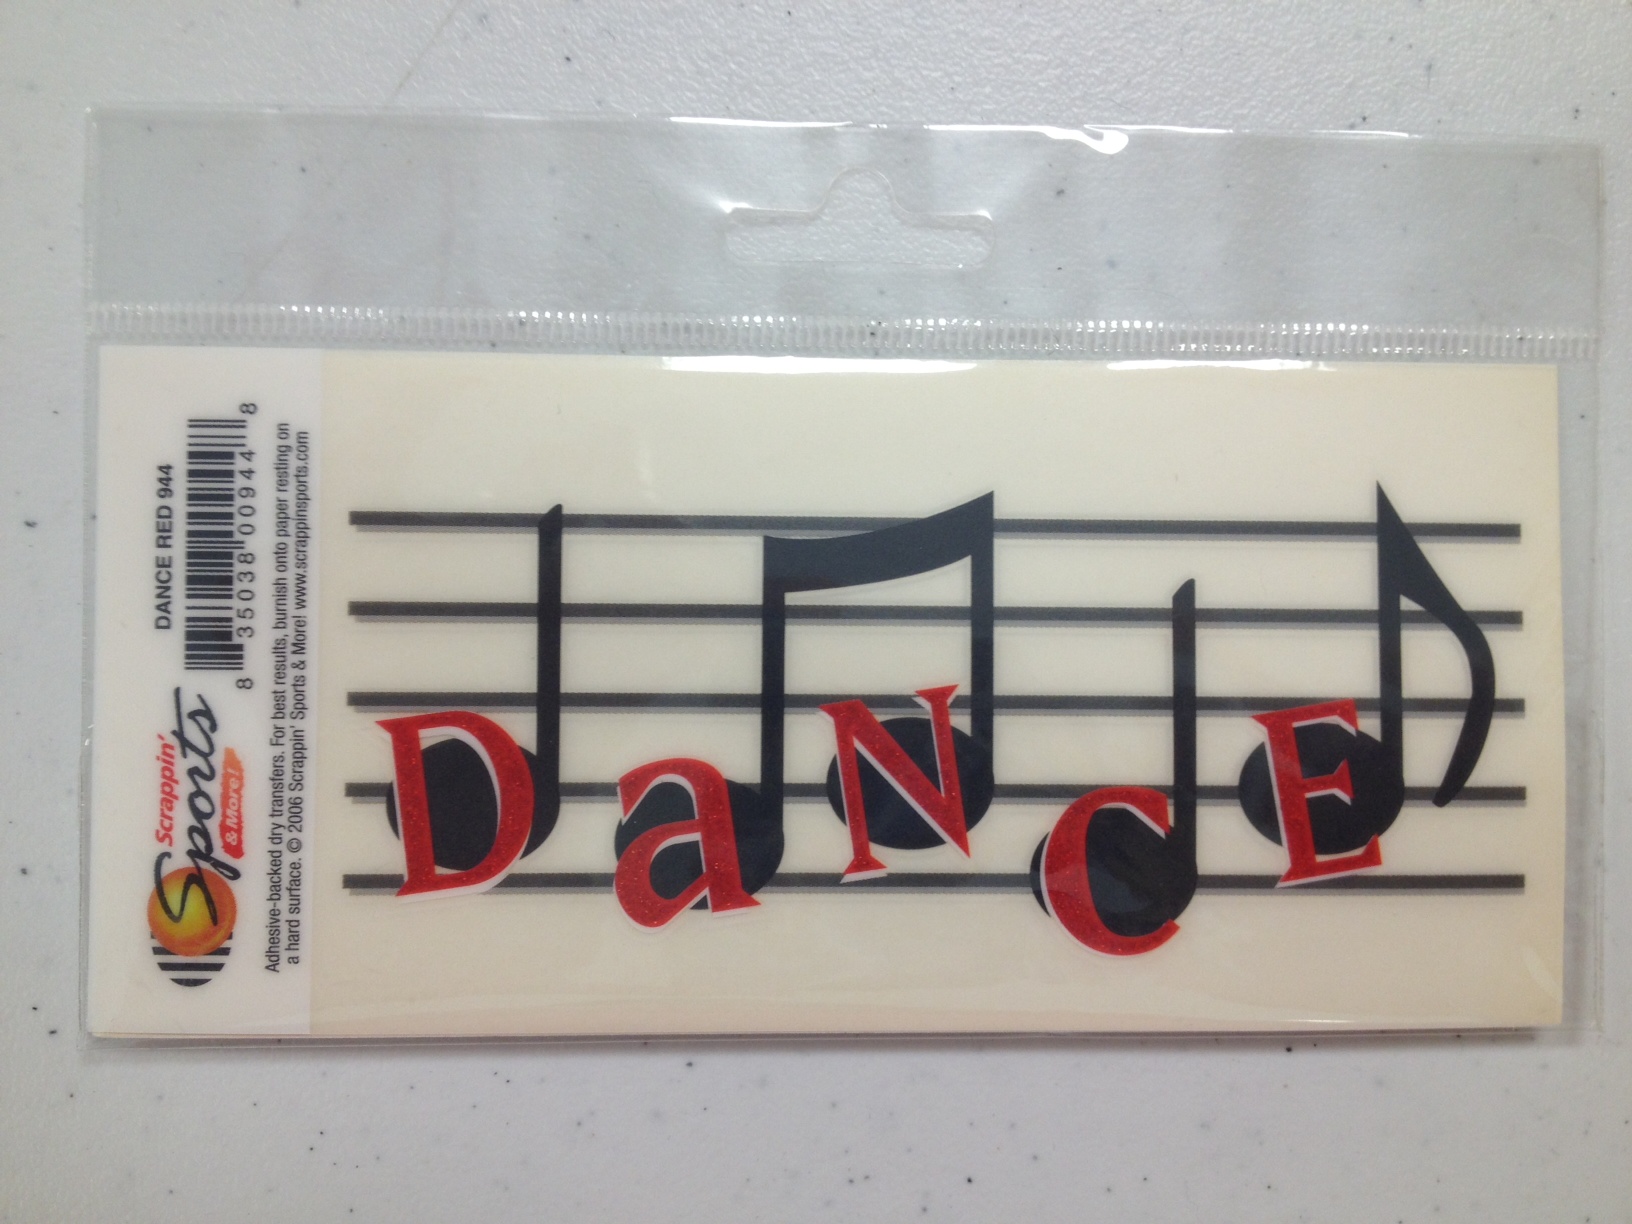 DANCE RED 944
8 35038 00944 8
Scrappin'
Sports
& More!
Adhesive-backed dry transfers. For best results, burnish onto paper resting on
a hard surface. © 2006 Scrappin' Sports & More! www.scrappinsports.com
DaNCE